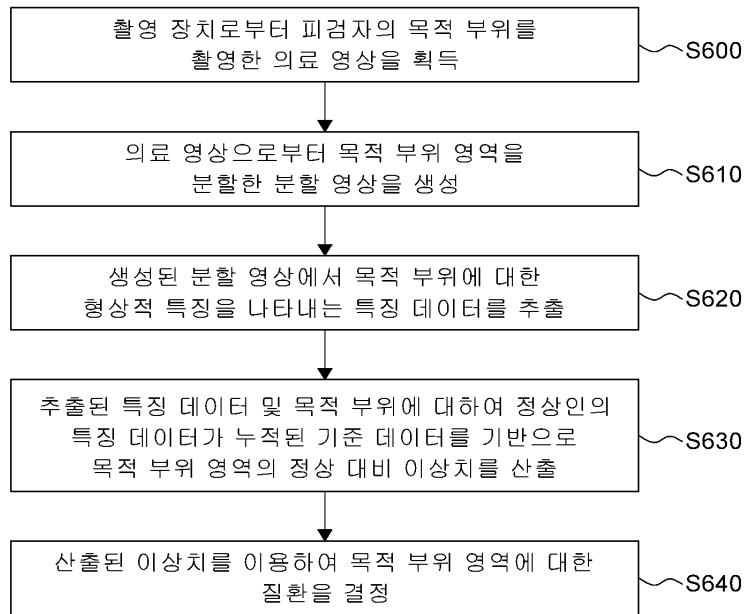 촬영 장치로부터 피검자의 목적 부위를
촬영한 의료 영상을 획득
S600
의료 영상으로부터 목적 부위 영역을
분할한 분할 영상을 생성
S610
생성된 분할 영상에서 목적 부위에 대한
형상적 특징을 나타내는 특징 데이터를 추출
S620
추출된 특징 데이터 및 목적 부위에 대하여 정상인의
특징 데이터가 누적된 기준 데이터를 기반으로
목적 부위 영역의 정상 대비 이상치를 산출
S630
산출된 이상치를 이용하여 목적 부위 영역에 대한
질환을 결정
S640